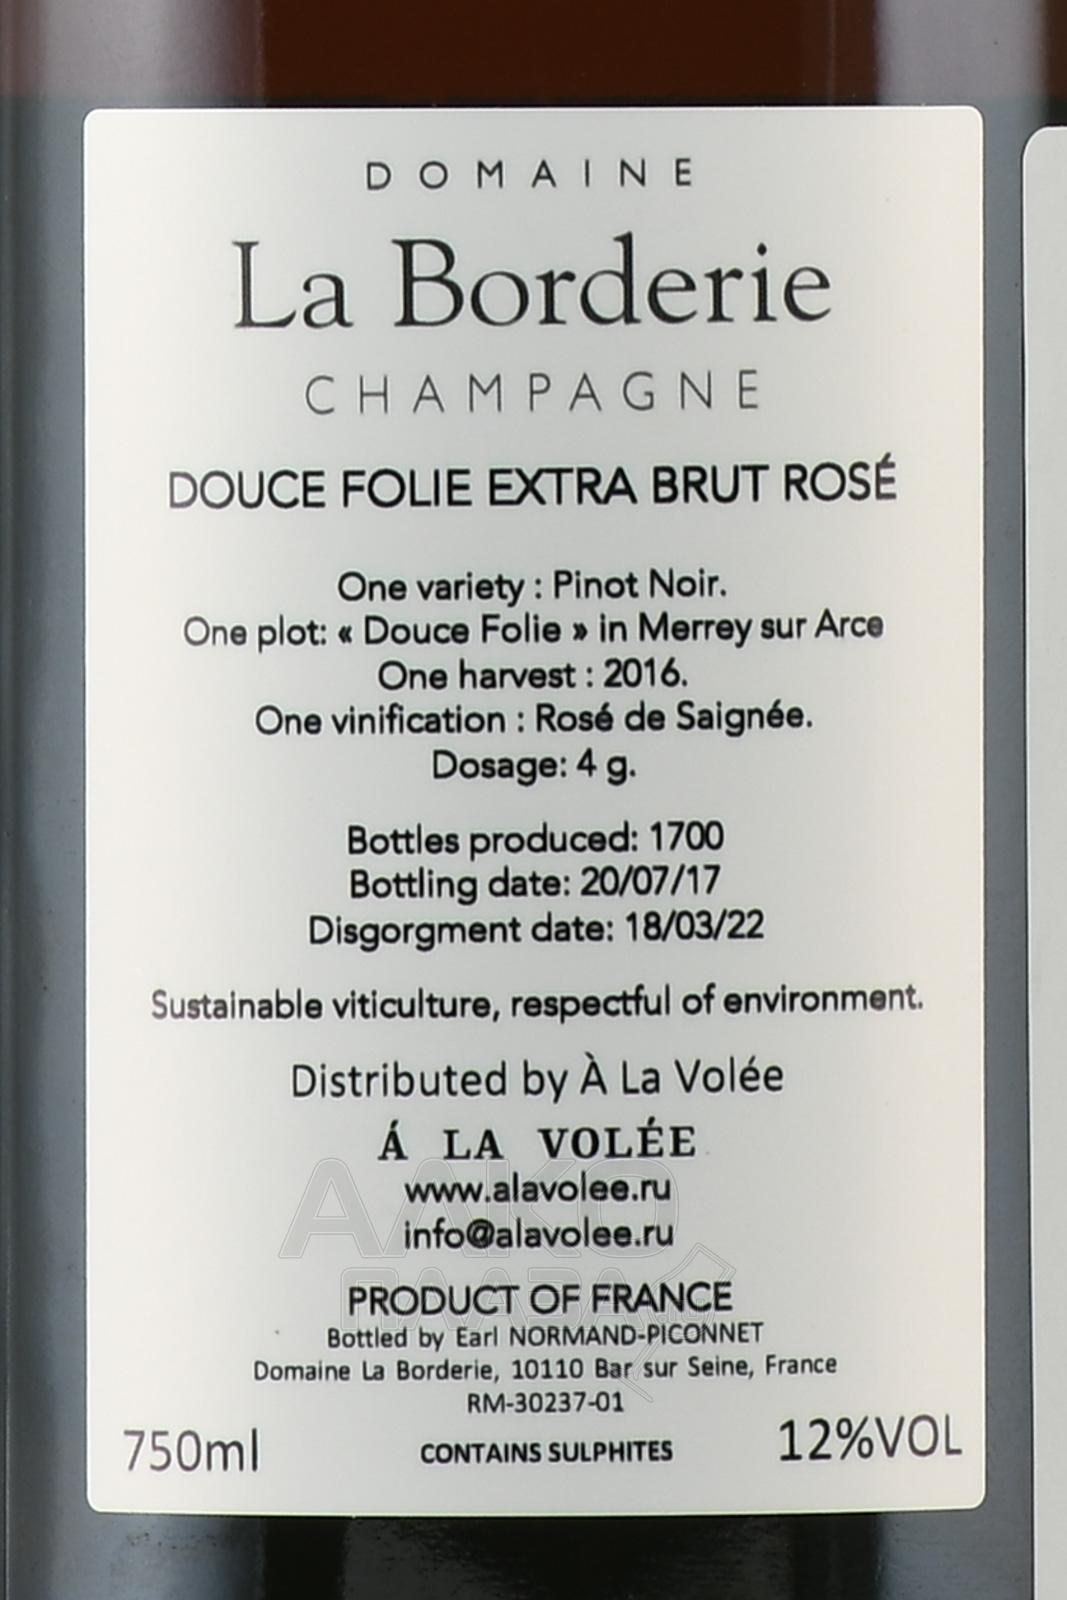 DOMAINE
La Borderie
CHAMPAGNE
DOUCE FOLIE EXTRA BRUT ROSÉ
One variety : Pinot Noir.
One plot: « Douce Folie » in Merrey sur Arce
One harvest : 2016.
One vinification : Rosé de Saignée.
Dosage: 4 g.
Bottles produced: 1700
Bottling date: 20/07/17
Disgorgment date: 18/03/22
Sustainable viticulture, respectful of environment.
Distributed by À La Volée
Á LA VOLÉE
www.alavolee.ru
info@alavolee.ru
PRODUCT OF FRANCE
Bottled by Earl NORMAND-PICONNET
Domaine La Borderie, 10110 Bar sur Seine, France
RM-30237-01
750ml CONTAINS SULPHITES 12%VOL